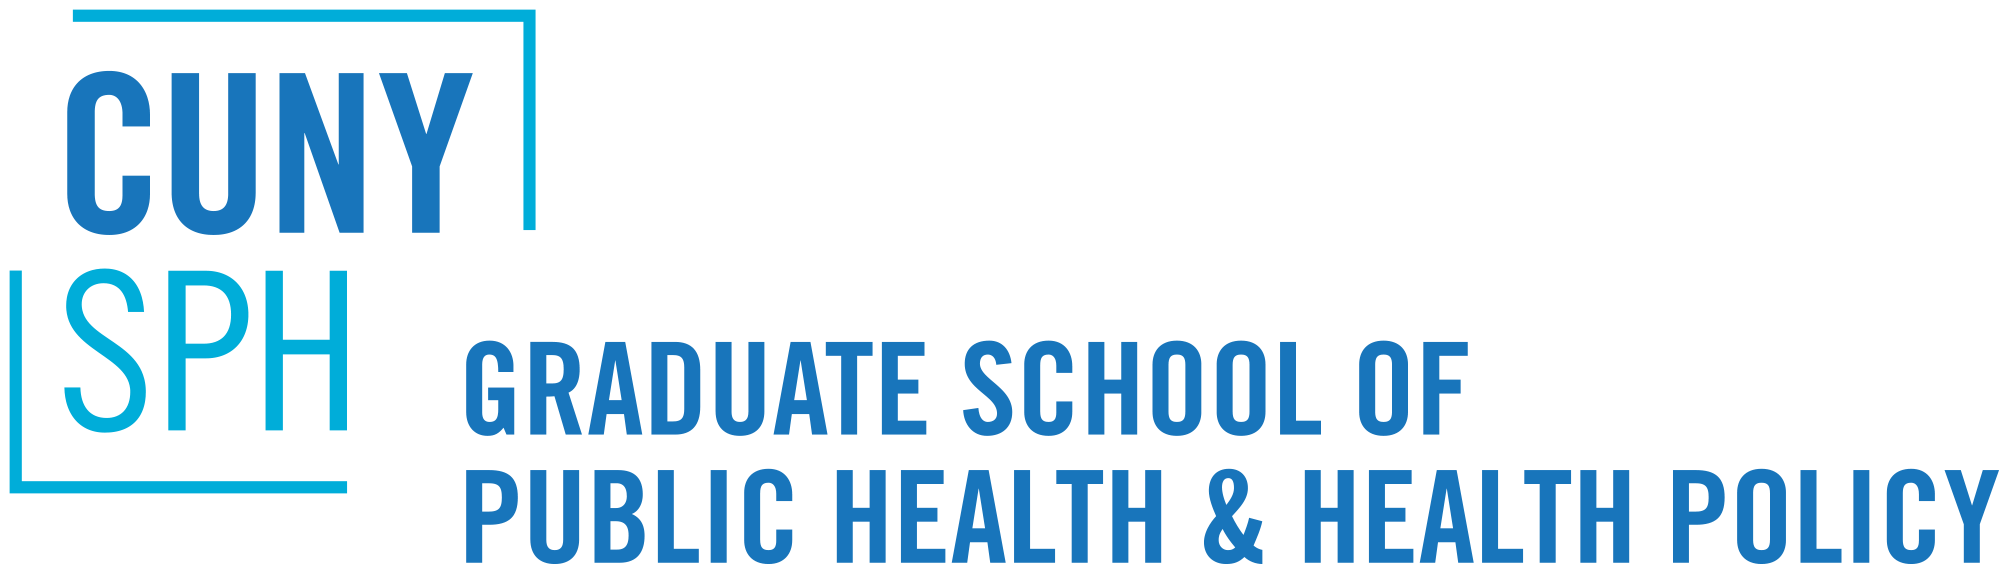 CUNY
SPH
GRADUATE SCHOOL OF
PUBLIC HEALTH & HEALTH POLICY